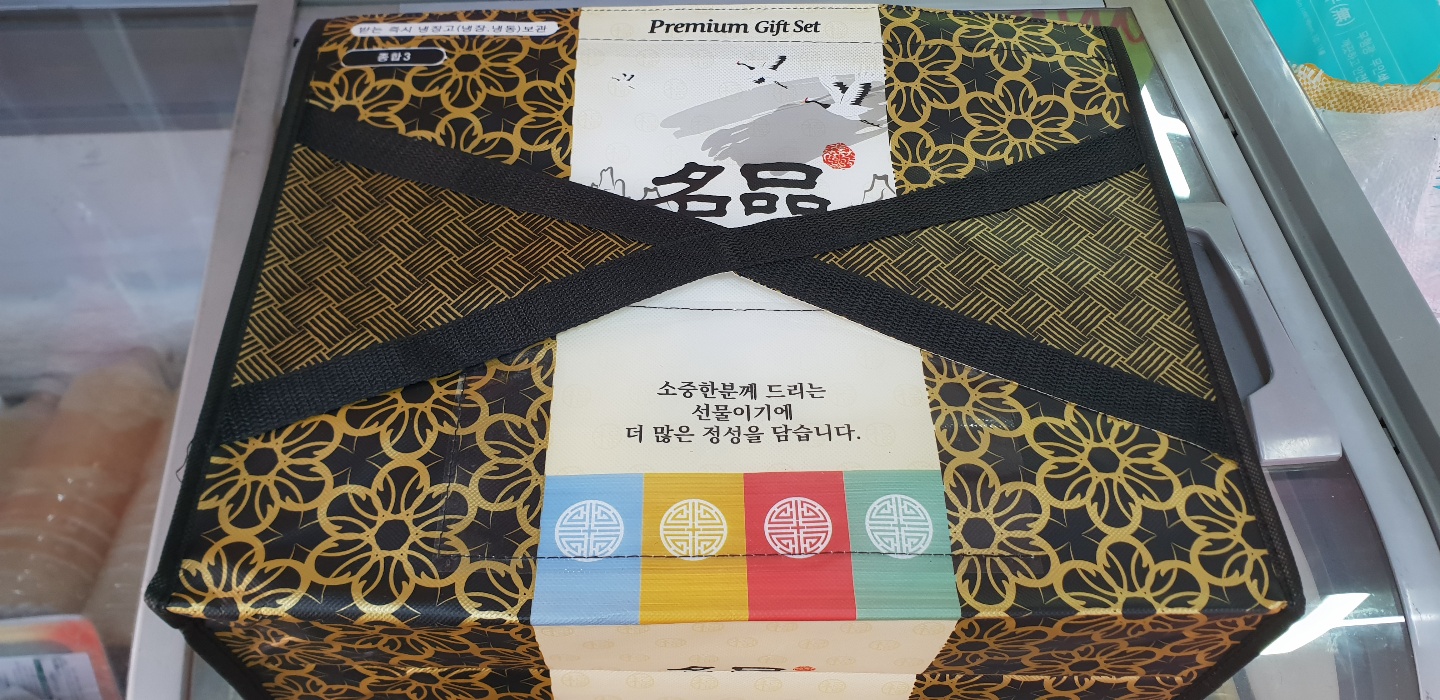 받는 즉시 냉장고(냉장,냉동)보관
종합3
Premium Gift Set
名品
소중한분께 드리는
선물이기에
더 많은 정성을 담습니다.
名品